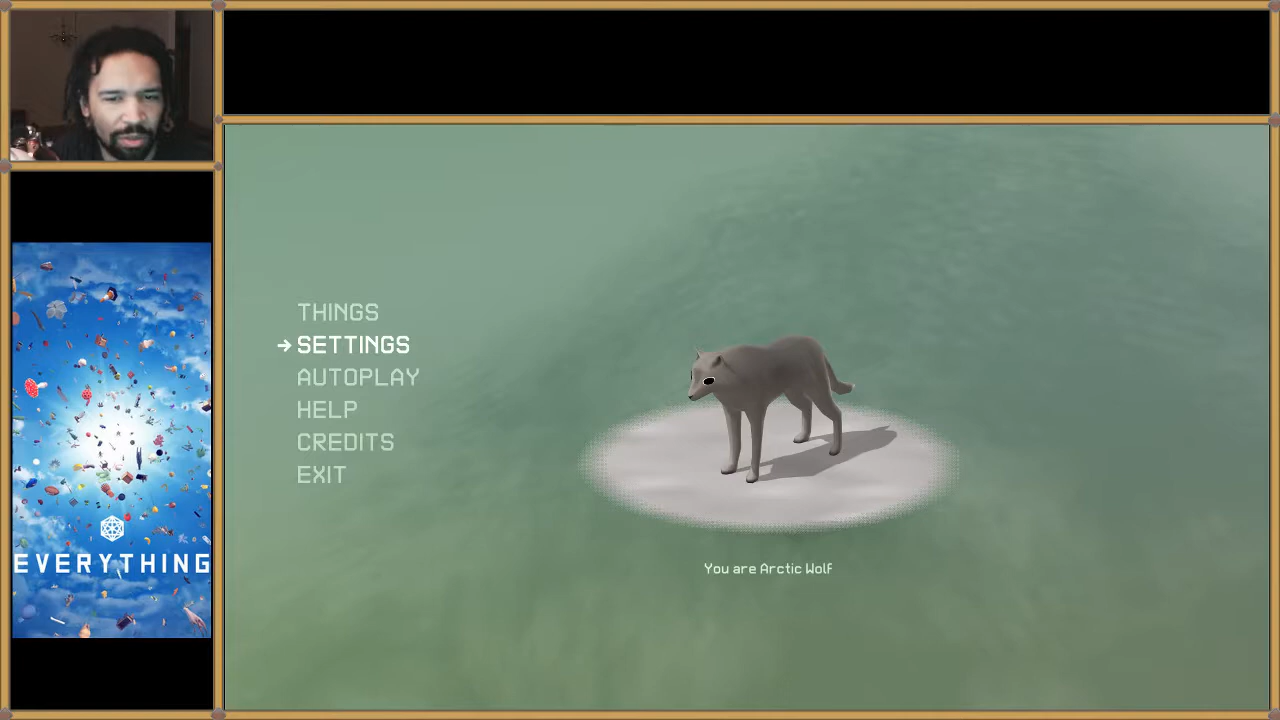 THINGS
SETTINGS
AUTOPLAY
HELP
CREDITS
EXIT
You are Arctic Wolf
EVERYTHING